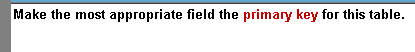 Make the most appropriate field the primary key for this table.